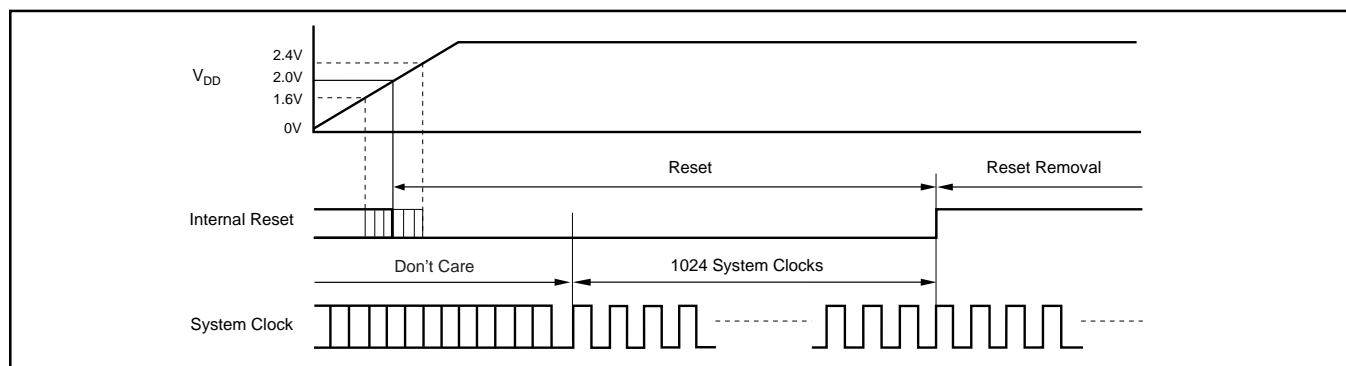 2.4V
V_DD
2.0V
1.6V
0V
Reset
Reset Removal
Internal Reset
Don't Care
1024 System Clocks
System Clock